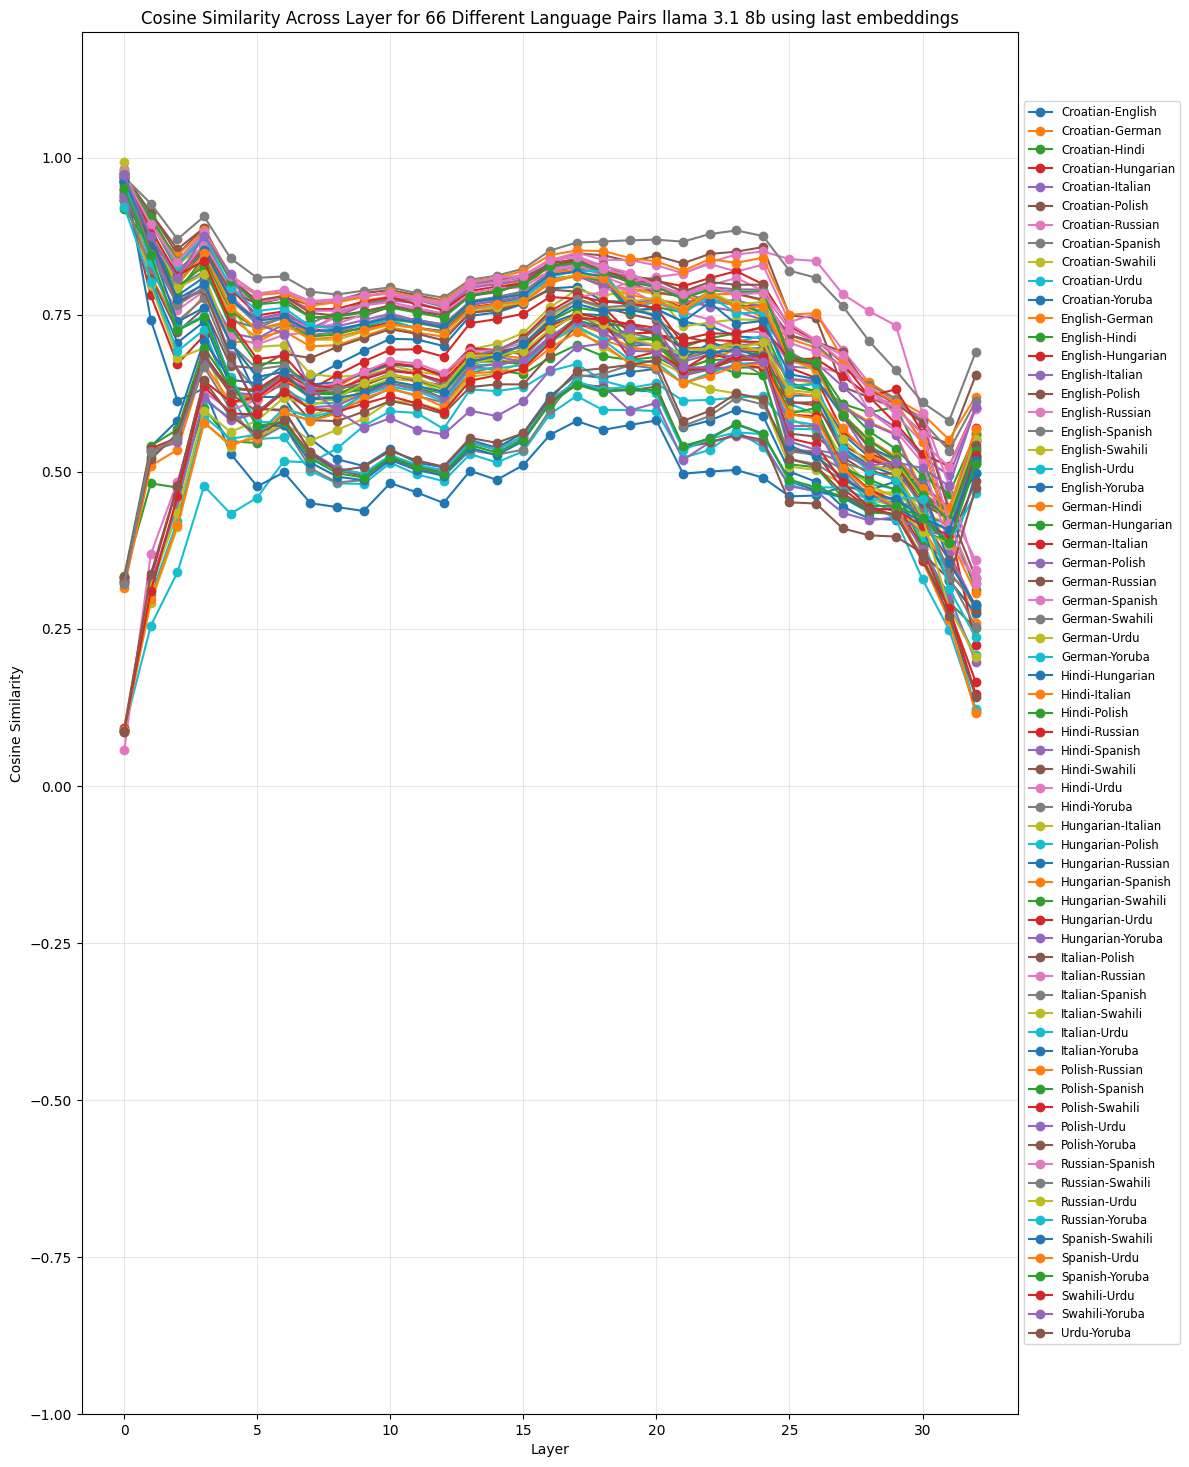 Cosine Similarity Across Layer for 66 Different Language Pairs llama 3.1 8b using last embeddings
1.00
0.75
0.50
0.25
0.00
−0.25
−0.50
−0.75
−1.00
Cosine Similarity
0 5 10 15 20 25 30
Layer
Croatian-English
Croatian-German
Croatian-Hindi
Croatian-Hungarian
Croatian-Italian
Croatian-Polish
Croatian-Russian
Croatian-Spanish
Croatian-Swahili
Croatian-Urdu
Croatian-Yoruba
English-German
English-Hindi
English-Hungarian
English-Italian
English-Polish
English-Russian
English-Spanish
English-Swahili
English-Urdu
English-Yoruba
German-Hindi
German-Hungarian
German-Italian
German-Polish
German-Russian
German-Spanish
German-Swahili
German-Urdu
German-Yoruba
Hindi-Hungarian
Hindi-Italian
Hindi-Polish
Hindi-Russian
Hindi-Spanish
Hindi-Swahili
Hindi-Urdu
Hindi-Yoruba
Hungarian-Italian
Hungarian-Polish
Hungarian-Russian
Hungarian-Spanish
Hungarian-Swahili
Hungarian-Urdu
Hungarian-Yoruba
Italian-Polish
Italian-Russian
Italian-Spanish
Italian-Swahili
Italian-Urdu
Italian-Yoruba
Polish-Russian
Polish-Spanish
Polish-Swahili
Polish-Urdu
Polish-Yoruba
Russian-Spanish
Russian-Swahili
Russian-Urdu
Russian-Yoruba
Spanish-Swahili
Spanish-Urdu
Spanish-Yoruba
Swahili-Urdu
Swahili-Yoruba
Urdu-Yoruba